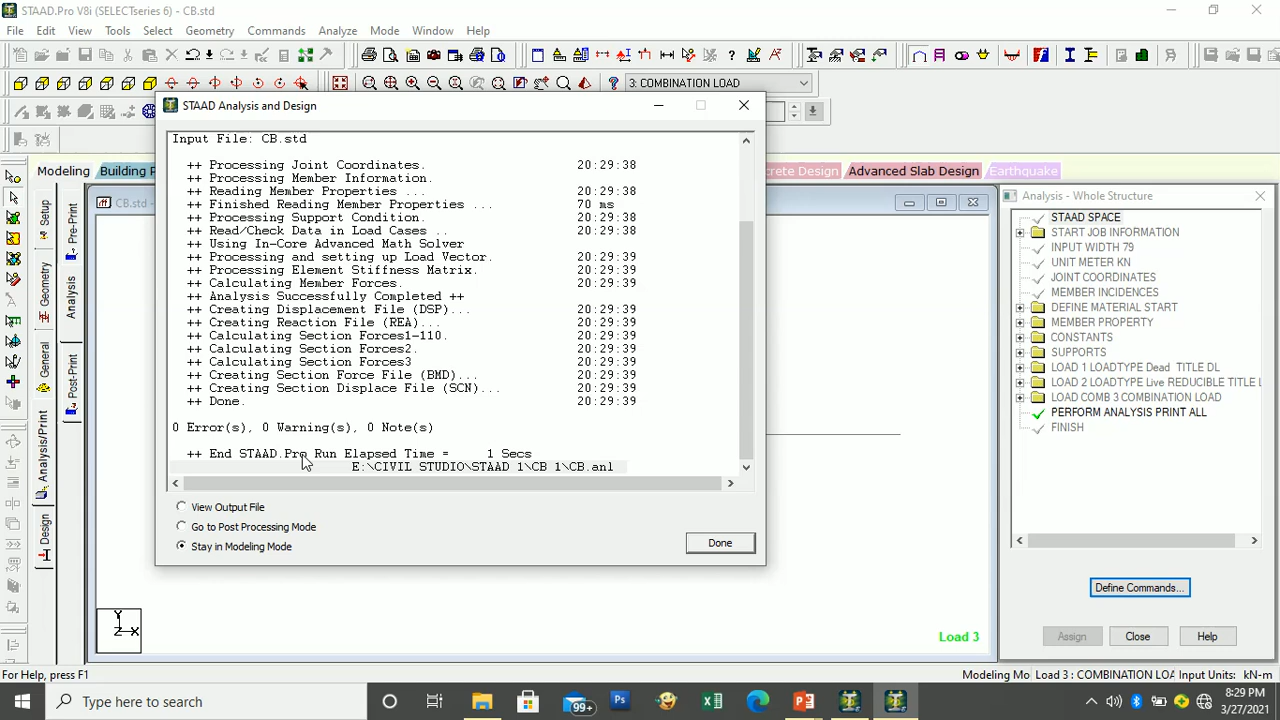 STAAD.Pro V8i (SELECTseries 6) - CB.std
File Edit View Tools Select Geometry Commands Analyze Mode Window Help
3: COMBINATION LOAD
Modeling Building P crete Design Advanced Slab Design Earthquake
STAAD Analysis and Design
Input File: CB.std
++ Processing Joint Coordinates. 20:29:38
++ Processing Member Information.
++ Reading Member Properties ... 20:29:38
++ Finished Reading Member Properties ... 70 ms
++ Processing Support Condition. 20:29:38
++ Read/Check Data in Load Cases .. 20:29:38
++ Using In-Core Advanced Math Solver
++ Processing and setting up Load Vector. 20:29:39
++ Processing Element Stiffness Matrix. 20:29:39
++ Calculating Member Forces. 20:29:39
++ Analysis Successfully Completed ++
++ Creating Displacement File (DSP)... 20:29:39
++ Creating Reaction File (REA)... 20:29:39
++ Calculating Section Forces1-110. 20:29:39
++ Calculating Section Forces2. 20:29:39
++ Calculating Section Forces3 20:29:39
++ Creating Section Force File (BMD)... 20:29:39
++ Creating Section Displace File (SCN)... 20:29:39
++ Done. 20:29:39
0 Error(s), 0 Warning(s), 0 Note(s)
++ End STAAD.Pro Run Elapsed Time = 1 Secs
E:\CIVIL STUDIO\STAAD 1\CB 1\CB.anl
View Output File
Go to Post Processing Mode
Stay in Modeling Mode
Done
CB.std -
Setup
Geometry
General
Analysis/Print
Design
Pre-Print
Analysis
Post-Print
Analysis - Whole Structure
STAAD SPACE
START JOB INFORMATION
INPUT WIDTH 79
UNIT METER KN
JOINT COORDINATES
MEMBER INCIDENCES
DEFINE MATERIAL START
MEMBER PROPERTY
CONSTANTS
SUPPORTS
LOAD 1 LOADTYPE Dead TITLE DL
LOAD 2 LOADTYPE Live REDUCIBLE TITLE L
LOAD COMB 3 COMBINATION LOAD
PERFORM ANALYSIS PRINT ALL
FINISH
Define Commands...
Assign Close Help
Y
Z X
Load 3
For Help, press F1
Modeling Mo Load 3 : COMBINATION LOA Input Units: kN-m
Type here to search
99+
8:29 PM
3/27/2021